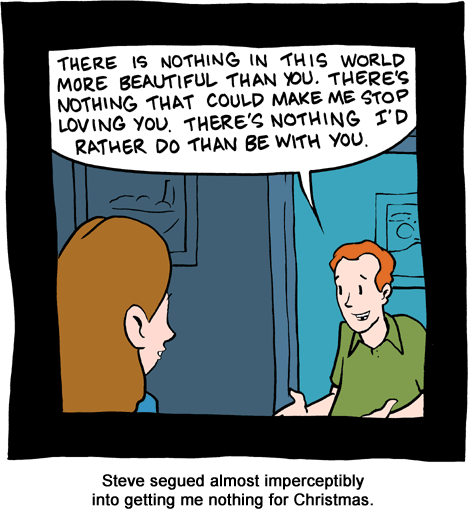 THERE IS NOTHING IN THIS WORLD
MORE BEAUTIFUL THAN YOU. THERE'S
NOTHING THAT COULD MAKE ME STOP
LOVING YOU. THERE'S NOTHING I'D
RATHER DO THAN BE WITH YOU.
Steve segued almost imperceptibly
into getting me nothing for Christmas.